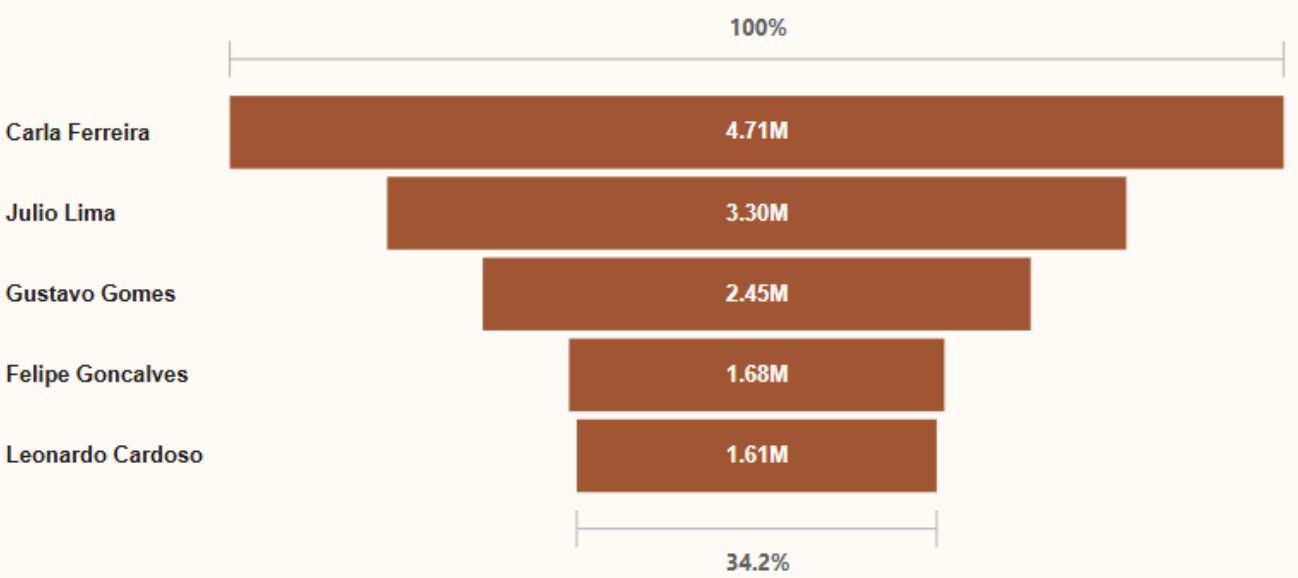 100%
Carla Ferreira 4.71M
Julio Lima 3.30M
Gustavo Gomes 2.45M
Felipe Goncalves 1.68M
Leonardo Cardoso 1.61M
34.2%